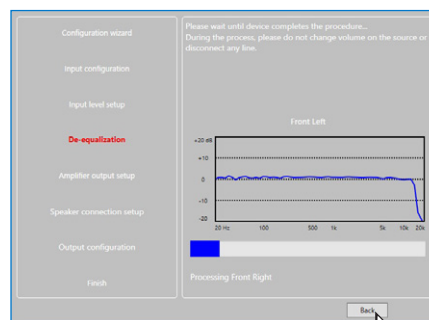 Configuration wizard
Input configuration
Input level setup
De-equalization
Amplifier output setup
Speaker connection setup
Output configuration
Finish
Please wait until device completes the procedure...
During the process, please do not change volume on the source or
disconnect any line.
Front Left
+20 dB
+10
0
-10
-20
20 Hz 100 500 1k 5k 10k 20k
Processing Front Right
Back